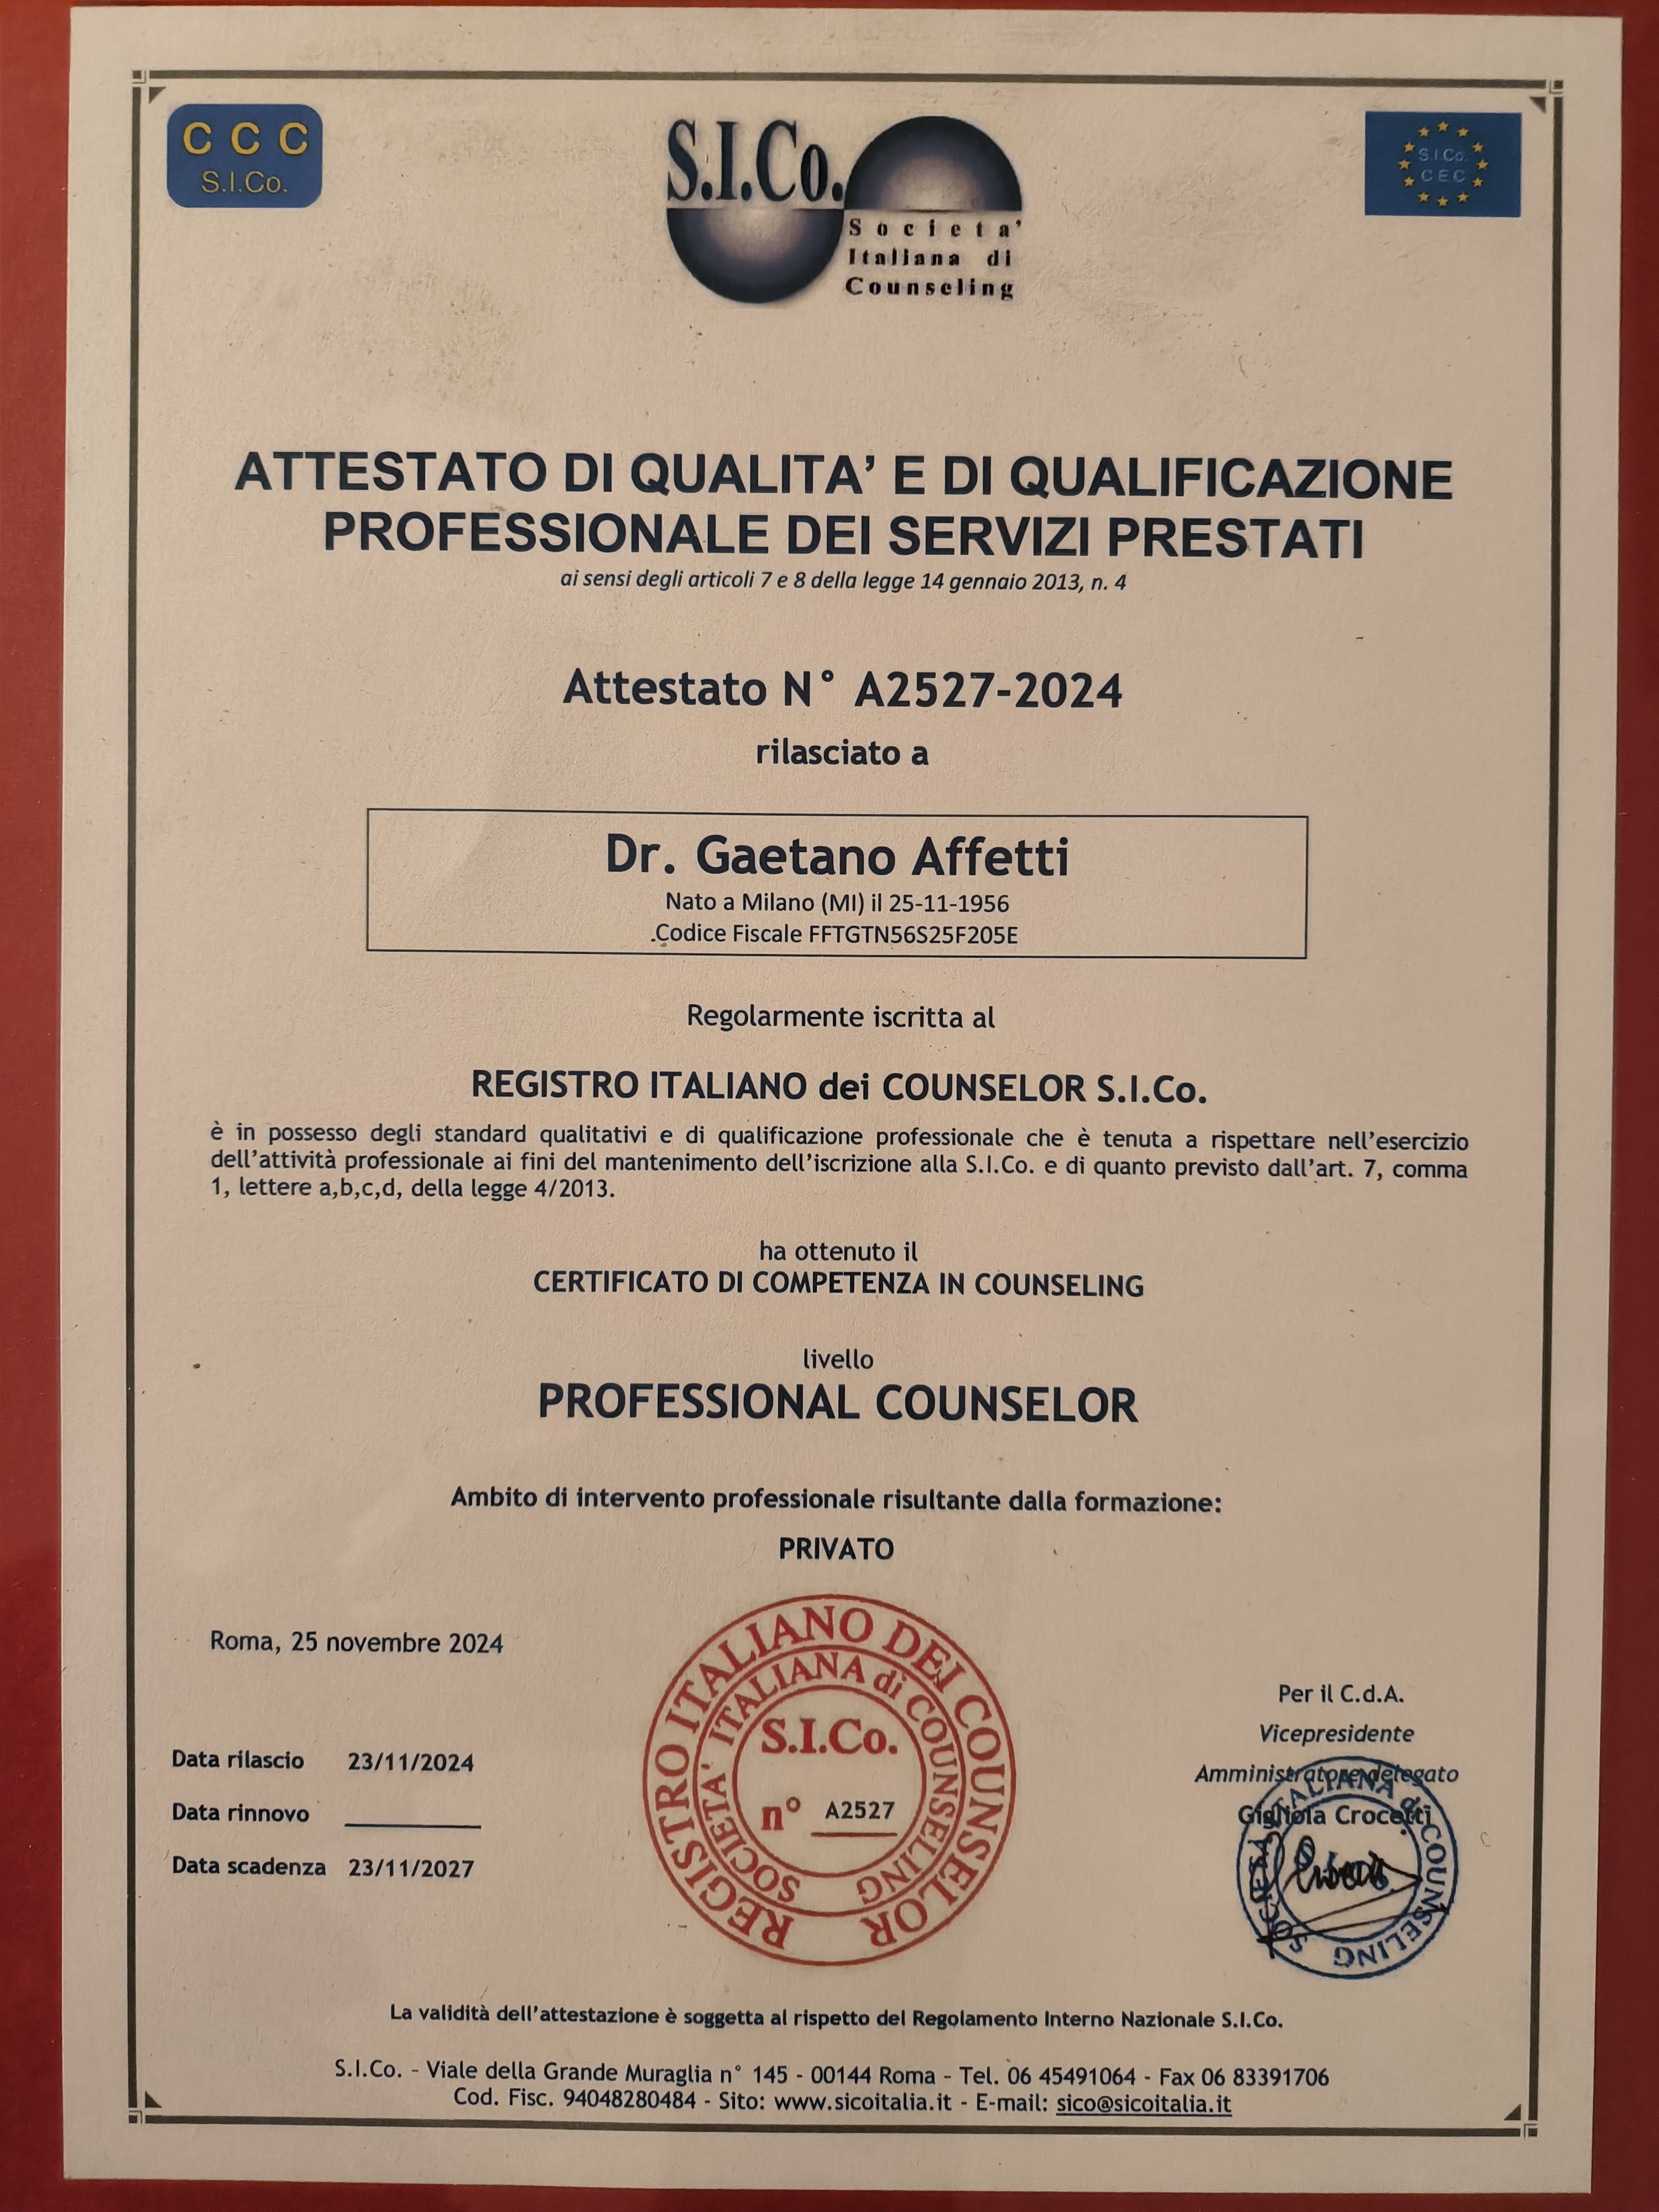 C C C
S.I.Co.
S.I.Co.
Societa'
Italiana di
Counseling
S.I.Co.
CEC
ATTESTATO DI QUALITA’ E DI QUALIFICAZIONE
PROFESSIONALE DEI SERVIZI PRESTATI
ai sensi degli articoli 7 e 8 della legge 14 gennaio 2013, n. 4
Attestato N° A2527-2024
rilasciato a
Dr. Gaetano Affetti
Nato a Milano (MI) il 25-11-1956
Codice Fiscale FFTGTN56S25F205E
Regolarmente iscritta al
REGISTRO ITALIANO dei COUNSELOR S.I.Co.
è in possesso degli standard qualitativi e di qualificazione professionale che è tenuta a rispettare nell’esercizio
dell’attività professionale ai fini del mantenimento dell’iscrizione alla S.I.Co. e di quanto previsto dall’art. 7, comma
1, lettere a,b,c,d, della legge 4/2013.
ha ottenuto il
CERTIFICATO DI COMPETENZA IN COUNSELING
livello
PROFESSIONAL COUNSELOR
Ambito di intervento professionale risultante dalla formazione:
PRIVATO
Roma, 25 novembre 2024
Data rilascio 23/11/2024
Data rinnovo
Data scadenza 23/11/2027
REGISTRO ITALIANO DEI COUNSELOR
SOCIETA' ITALIANA di COUNSELING
S.I.Co.
n° A2527
Per il C.d.A.
Vicepresidente
Amministratore delegato
Gigliola Crocetti
SOCIETA' ITALIANA di COUNSELING
La validità dell’attestazione è soggetta al rispetto del Regolamento Interno Nazionale S.I.Co.
S.I.Co. – Viale della Grande Muraglia n° 145 - 00144 Roma - Tel. 06 45491064 - Fax 06 83391706
Cod. Fisc. 94048280484 - Sito: www.sicoitalia.it - E-mail: sico@sicoitalia.it